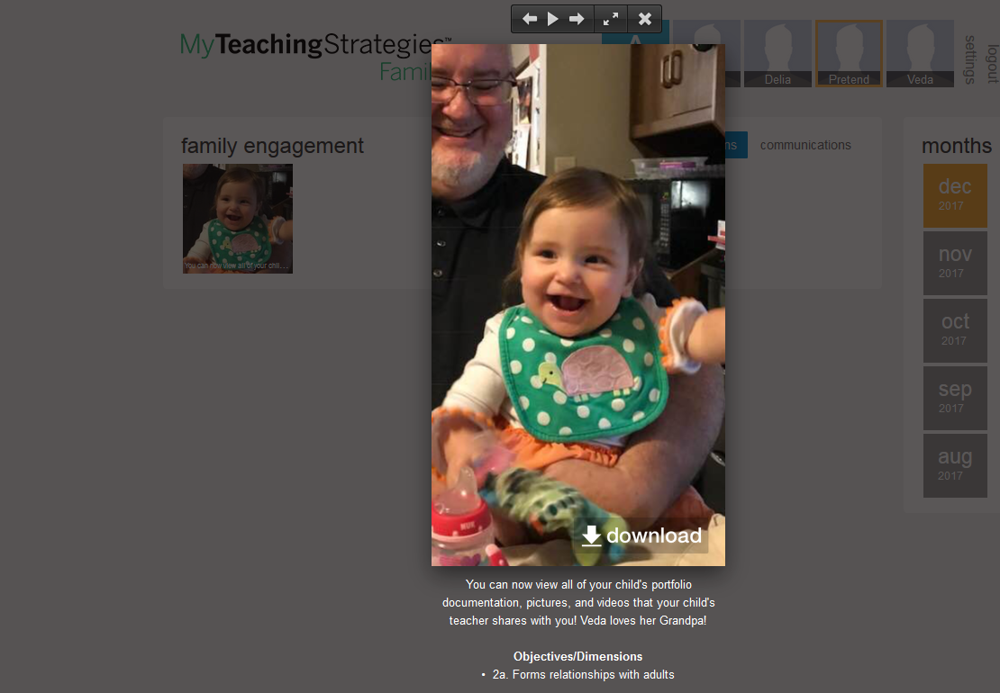 MyTeachingStrategies™
Delia
Pretend
Veda
settings
logout
family engagement
communications
You can now view all of your chil...
months
dec
2017
nov
2017
oct
2017
sep
2017
aug
2017
NUK
download
You can now view all of your child's portfolio
documentation, pictures, and videos that your child's
teacher shares with you! Veda loves her Grandpa!
Objectives/Dimensions
• 2a. Forms relationships with adults